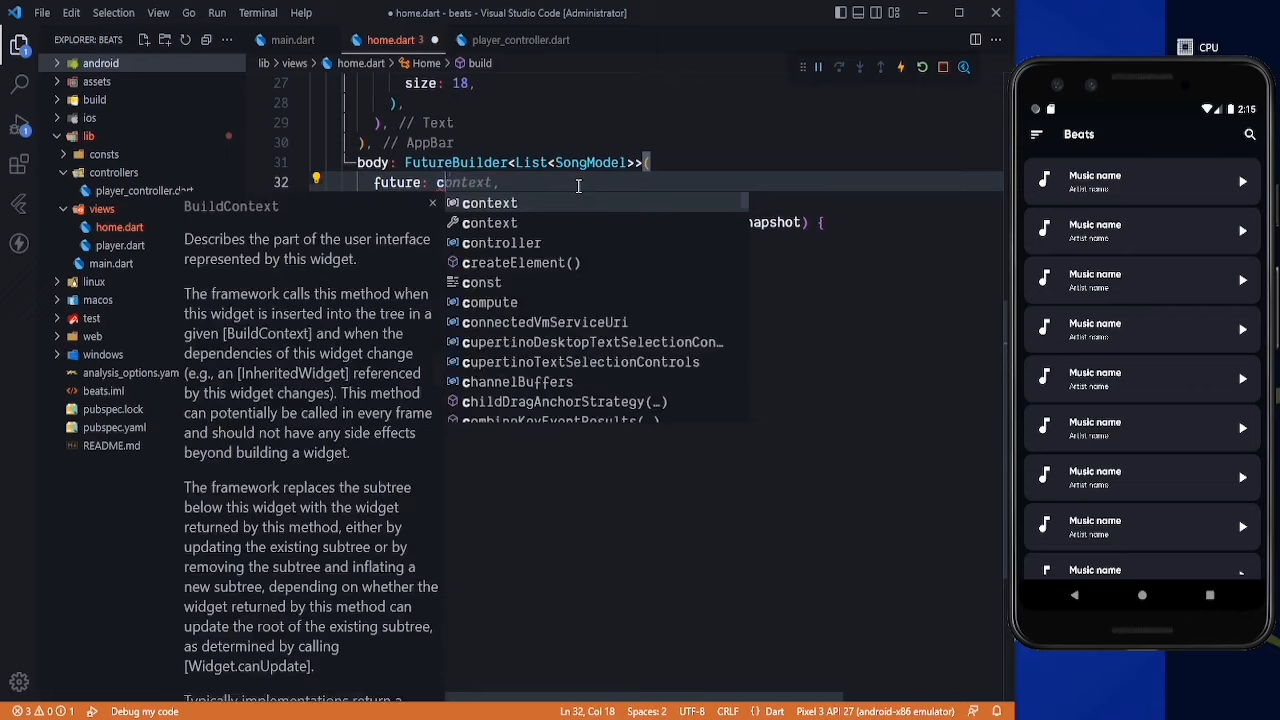 File Edit Selection View Go Run Terminal Help
● home.dart - beats - Visual Studio Code [Administrator]
EXPLORER: BEATS
main.dart
home.dart 3 ●
player_controller.dart
lib > views > home.dart > Home > build
android
assets
build
ios
lib
consts
controllers
player_controller.dart
views
home.dart
player.dart
main.dart
linux
macos
test
web
windows
analysis_options.yam
beats.iml
pubspec.lock
pubspec.yaml
README.md
27 size: 18,
28 ),
29 ), // Text
30 ), // AppBar
31 body: FutureBuilder<List<SongModel>>(
32 future: context,
napshot) {
context
context
controller
createElement()
const
compute
connectedVmServiceUri
cupertinoDesktopTextSelectionCon…
cupertinoTextSelectionControls
channelBuffers
childDragAnchorStrategy(…)
combineKeyEventResults(…)
BuildContext
Describes the part of the user interface
represented by this widget.
The framework calls this method when
this widget is inserted into the tree in a
given [BuildContext] and when the
dependencies of this widget change
(e.g., an [InheritedWidget] referenced
by this widget changes). This method
can potentially be called in every frame
and should not have any side effects
beyond building a widget.
The framework replaces the subtree
below this widget with the widget
returned by this method, either by
updating the existing subtree or by
removing the subtree and inflating a
new subtree, depending on whether the
widget returned by this method can
update the root of the existing subtree,
as determined by calling
[Widget.canUpdate].
Typically implementations return a
CPU
2:15
Beats
Music name
Artist name
Music name
Artist name
Music name
Artist name
Music name
Artist name
Music name
Artist name
Music name
Artist name
Music name
Artist name
Music name
Artist name
Music name
1
1
3 0 1
Debug my code
Ln 32, Col 18
Spaces: 2
UTF-8
CRLF
{} Dart
Pixel 3 API 27 (android-x86 emulator)